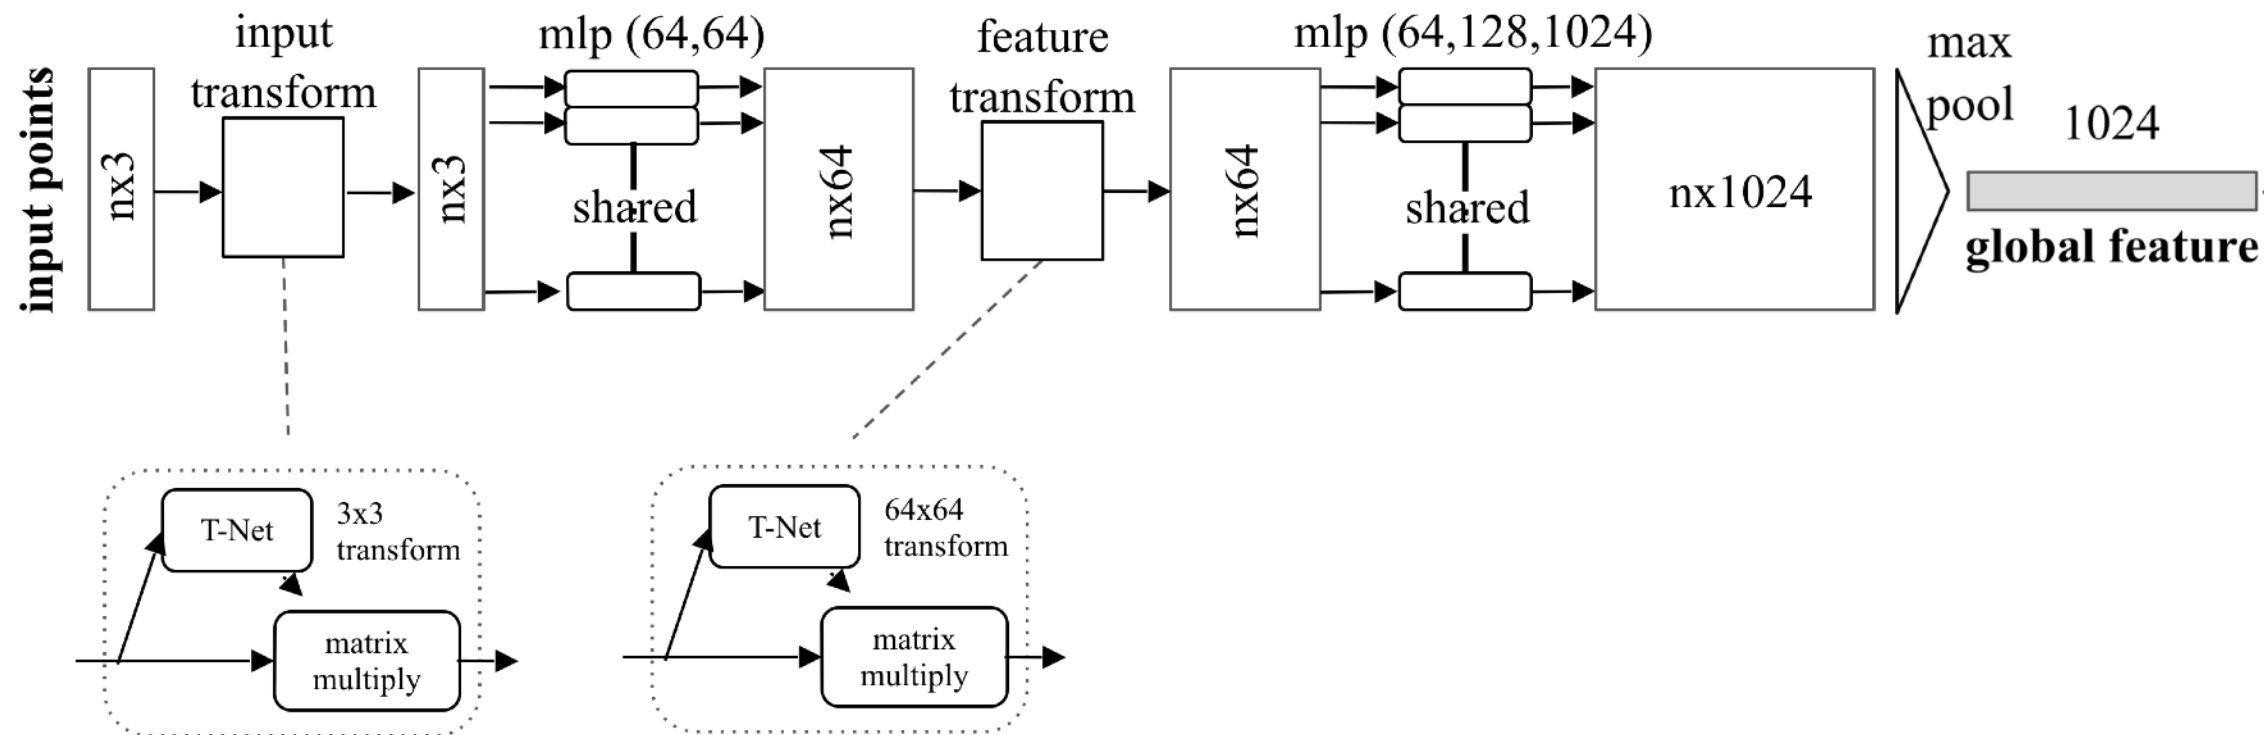 input points
nx3
input
transform
nx3
mlp (64,64)
shared
nx64
feature
transform
nx64
mlp (64,128,1024)
shared
nx1024
max
pool
1024
global feature
T-Net
3x3
transform
matrix
multiply
T-Net
64x64
transform
matrix
multiply